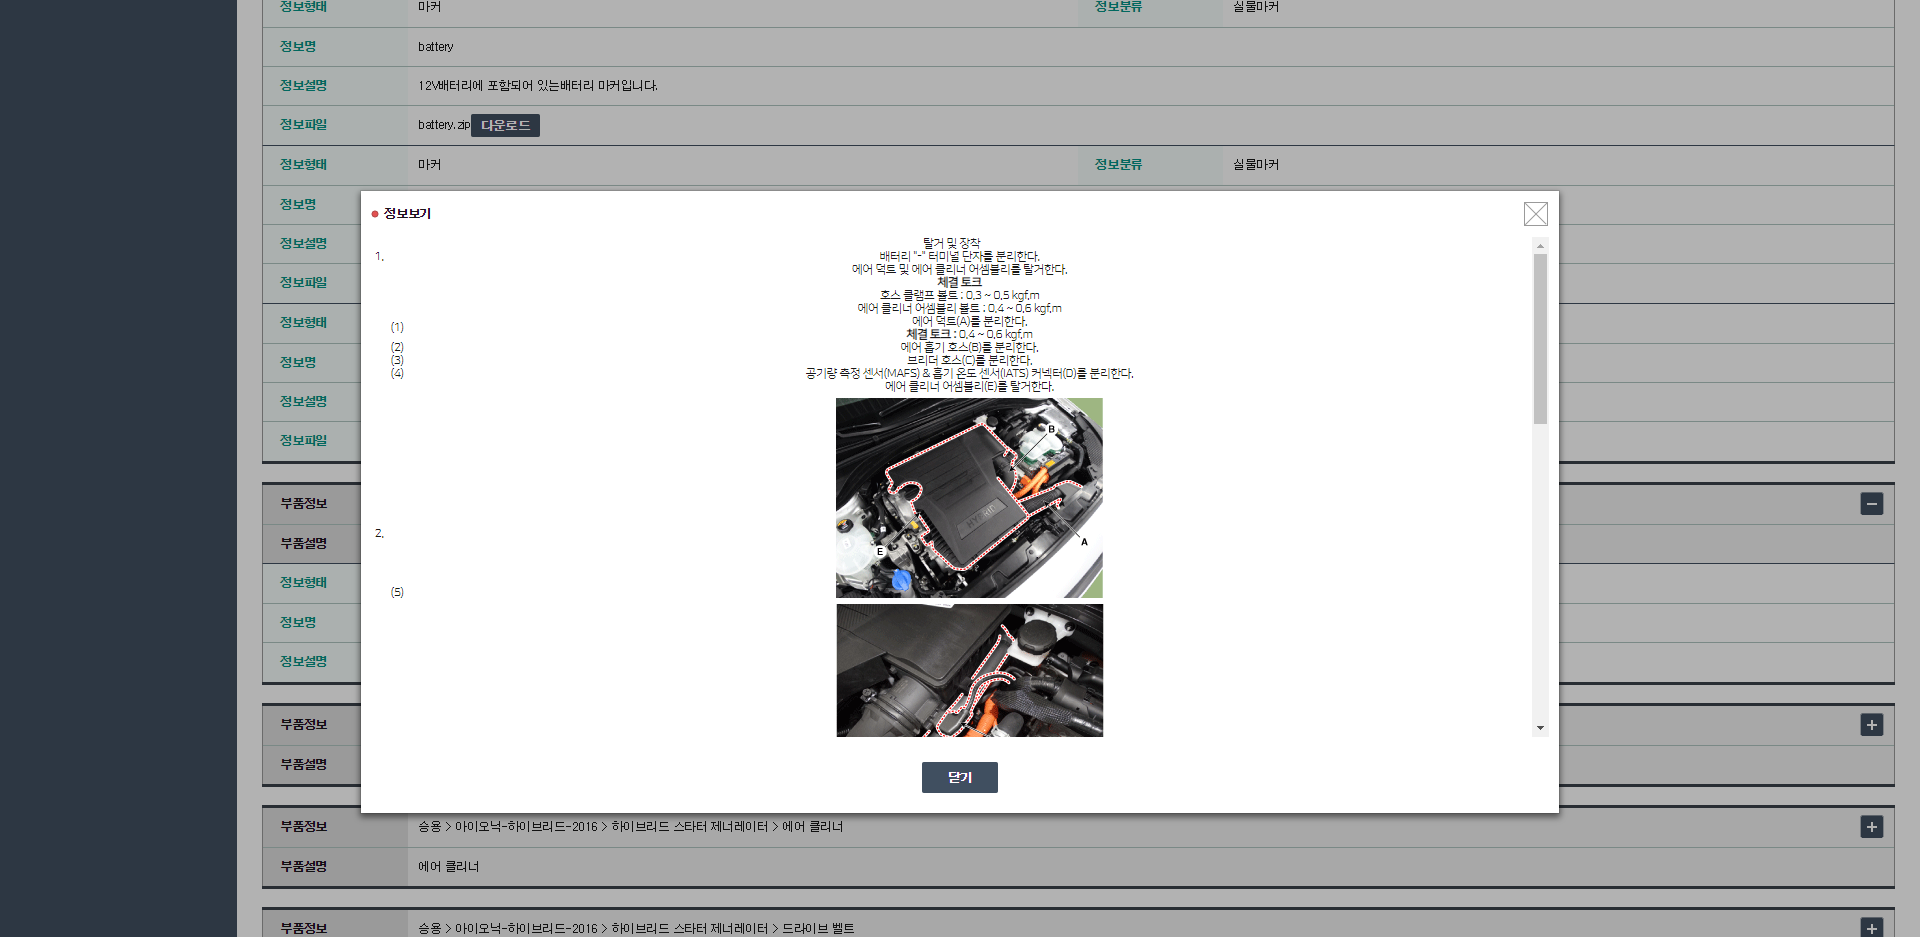 정보형태 마커 정보분류 실물마커
정보명 battery
정보설명 12V배터리에 포함되어 있는배터리 마커입니다.
정보파일 battery.zip 다운로드
정보형태 마커 정보분류 실물마커
정보명
정보설명
정보파일
정보형태
정보명
정보설명
정보파일
정보보기
탈거 및 장착
1. 배터리 "-" 터미널 단자를 분리한다.
에어 덕트 및 에어 클리너 어셈블리를 탈거한다.
체결 토크
호스 클램프 볼트 : 0.3 ~ 0.5 kgf.m
에어 클리너 어셈블리 볼트 : 0.4 ~ 0.6 kgf.m
에어 덕트(A)를 분리한다.
(1)
체결 토크 : 0.4 ~ 0.6 kgf.m
(2) 에어 흡기 호스(B)를 분리한다.
(3) 브리더 호스(C)를 분리한다.
(4) 공기량 측정 센서(MAFS) & 흡기 온도 센서(IATS) 커넥터(D)를 분리한다.
에어 클리너 어셈블리(E)를 탈거한다.
B
HYBRID
2.
A
E
(5)
닫기
부품정보
부품설명
정보형태
정보명
정보설명
부품정보
부품설명
부품정보 승용 > 아이오닉-하이브리드-2016 > 하이브리드 스타터 제너레이터 > 에어 클리너
부품설명 에어 클리너
부품정보 승용 > 아이오닉-하이브리드-2016 > 하이브리드 스타터 제너레이터 > 드라이브 벨트